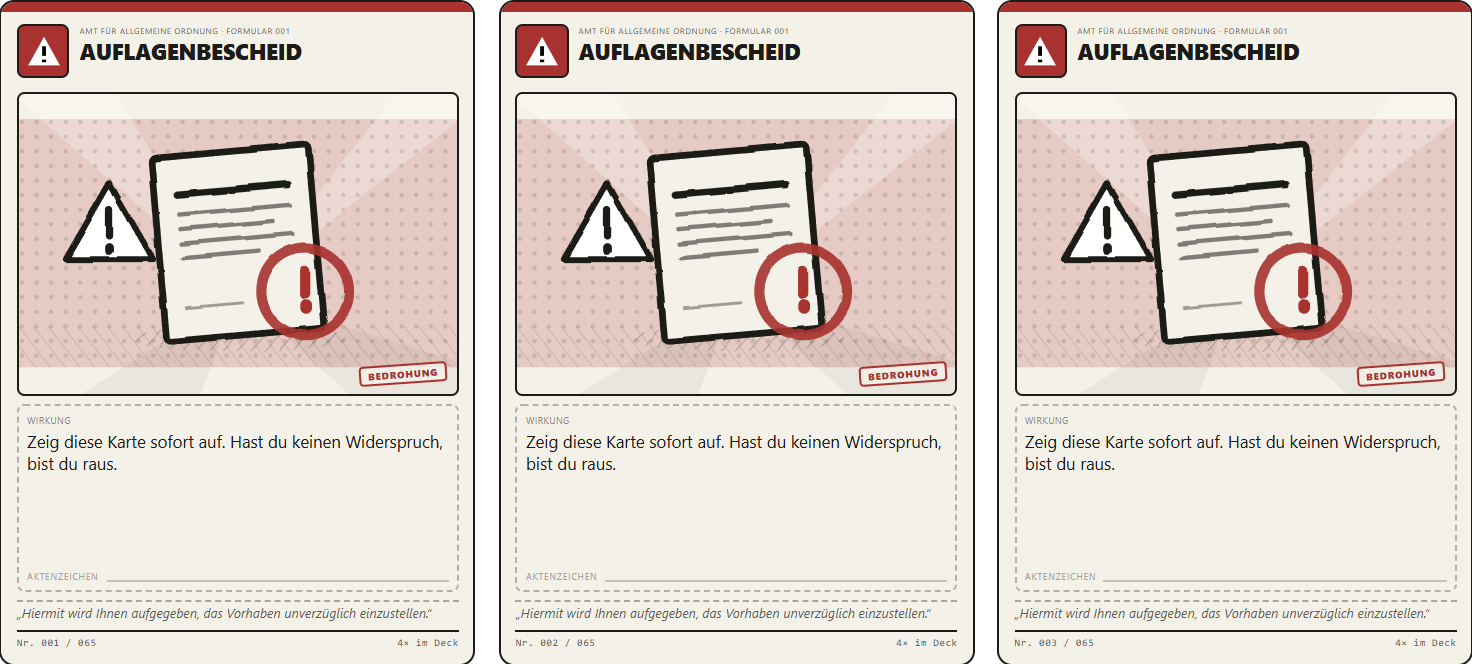 AMT FÜR ALLGEMEINE ORDNUNG · FORMULAR 001
AUFLAGENBESCHEID
BEDROHUNG
WIRKUNG
Zeig diese Karte sofort auf. Hast du keinen Widerspruch,
bist du raus.
AKTENZEICHEN
„Hiermit wird Ihnen aufgegeben, das Vorhaben unverzüglich einzustellen.“
Nr. 001 / 065
4× im Deck
AMT FÜR ALLGEMEINE ORDNUNG · FORMULAR 001
AUFLAGENBESCHEID
BEDROHUNG
WIRKUNG
Zeig diese Karte sofort auf. Hast du keinen Widerspruch,
bist du raus.
AKTENZEICHEN
„Hiermit wird Ihnen aufgegeben, das Vorhaben unverzüglich einzustellen.“
Nr. 002 / 065
4× im Deck
AMT FÜR ALLGEMEINE ORDNUNG · FORMULAR 001
AUFLAGENBESCHEID
BEDROHUNG
WIRKUNG
Zeig diese Karte sofort auf. Hast du keinen Widerspruch,
bist du raus.
AKTENZEICHEN
„Hiermit wird Ihnen aufgegeben, das Vorhaben unverzüglich einzustellen.“
Nr. 003 / 065
4× im Deck